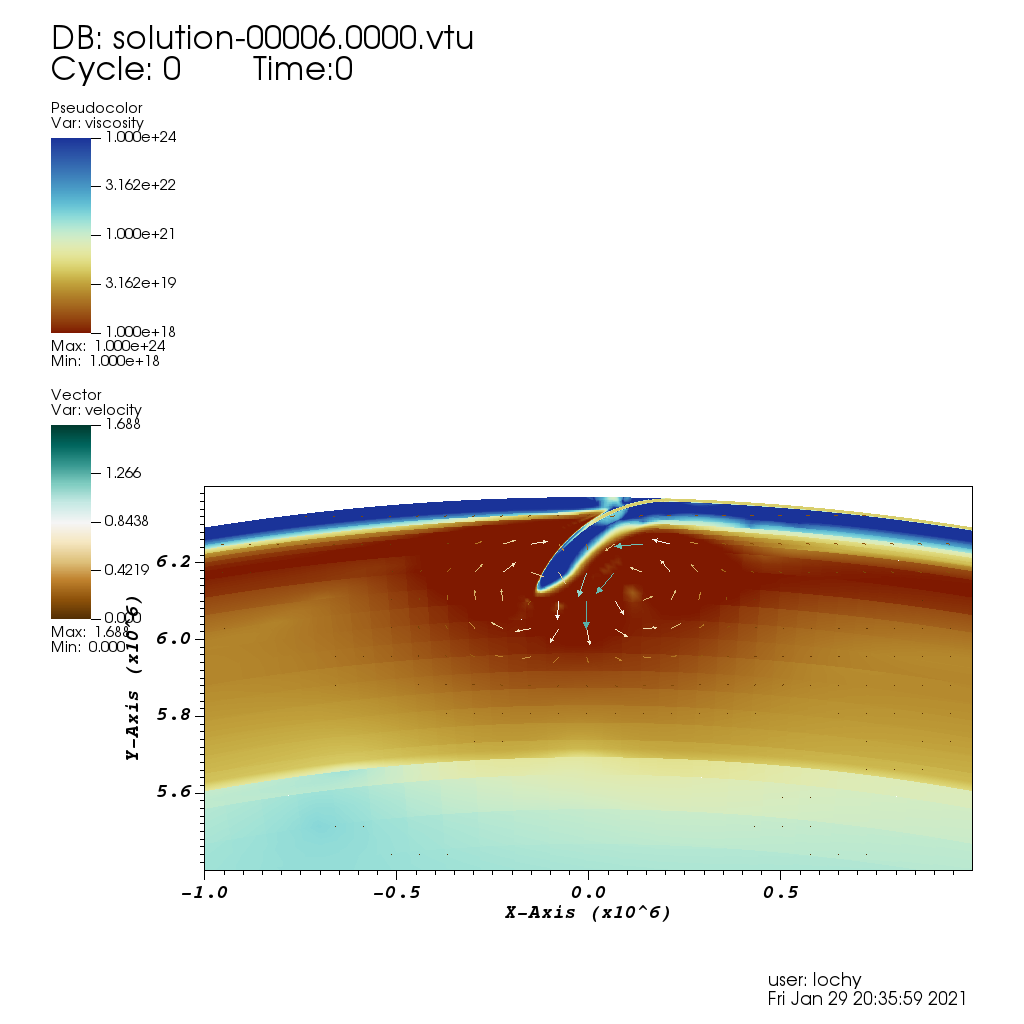 DB: solution-00006.0000.vtu
Cycle: 0 Time:0
Pseudocolor
Var: viscosity
1.000e+24
3.162e+22
1.000e+21
3.162e+19
1.000e+18
Max: 1.000e+24
Min: 1.000e+18
Vector
Var: velocity
1.688
1.266
0.8438
0.4219
0.000
Max: 1.688
Min: 0.000
Y-Axis (x10^6)
6.2
6.0
5.8
5.6
-1.0 -0.5 0.0 0.5
X-Axis (x10^6)
user: lochy
Fri Jan 29 20:35:59 2021